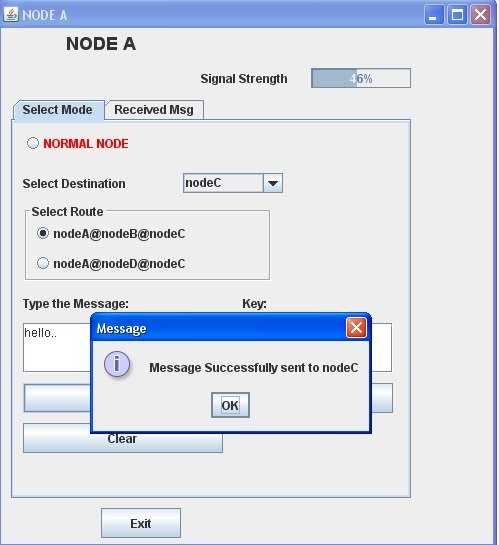 NODE A
NODE A
Signal Strength 46%
Select Mode Received Msg
NORMAL NODE
Select Destination nodeC
Select Route
nodeA@nodeB@nodeC
nodeA@nodeD@nodeC
Type the Message: Key:
hello..
Message
Message Successfully sent to nodeC
OK
Clear
Exit